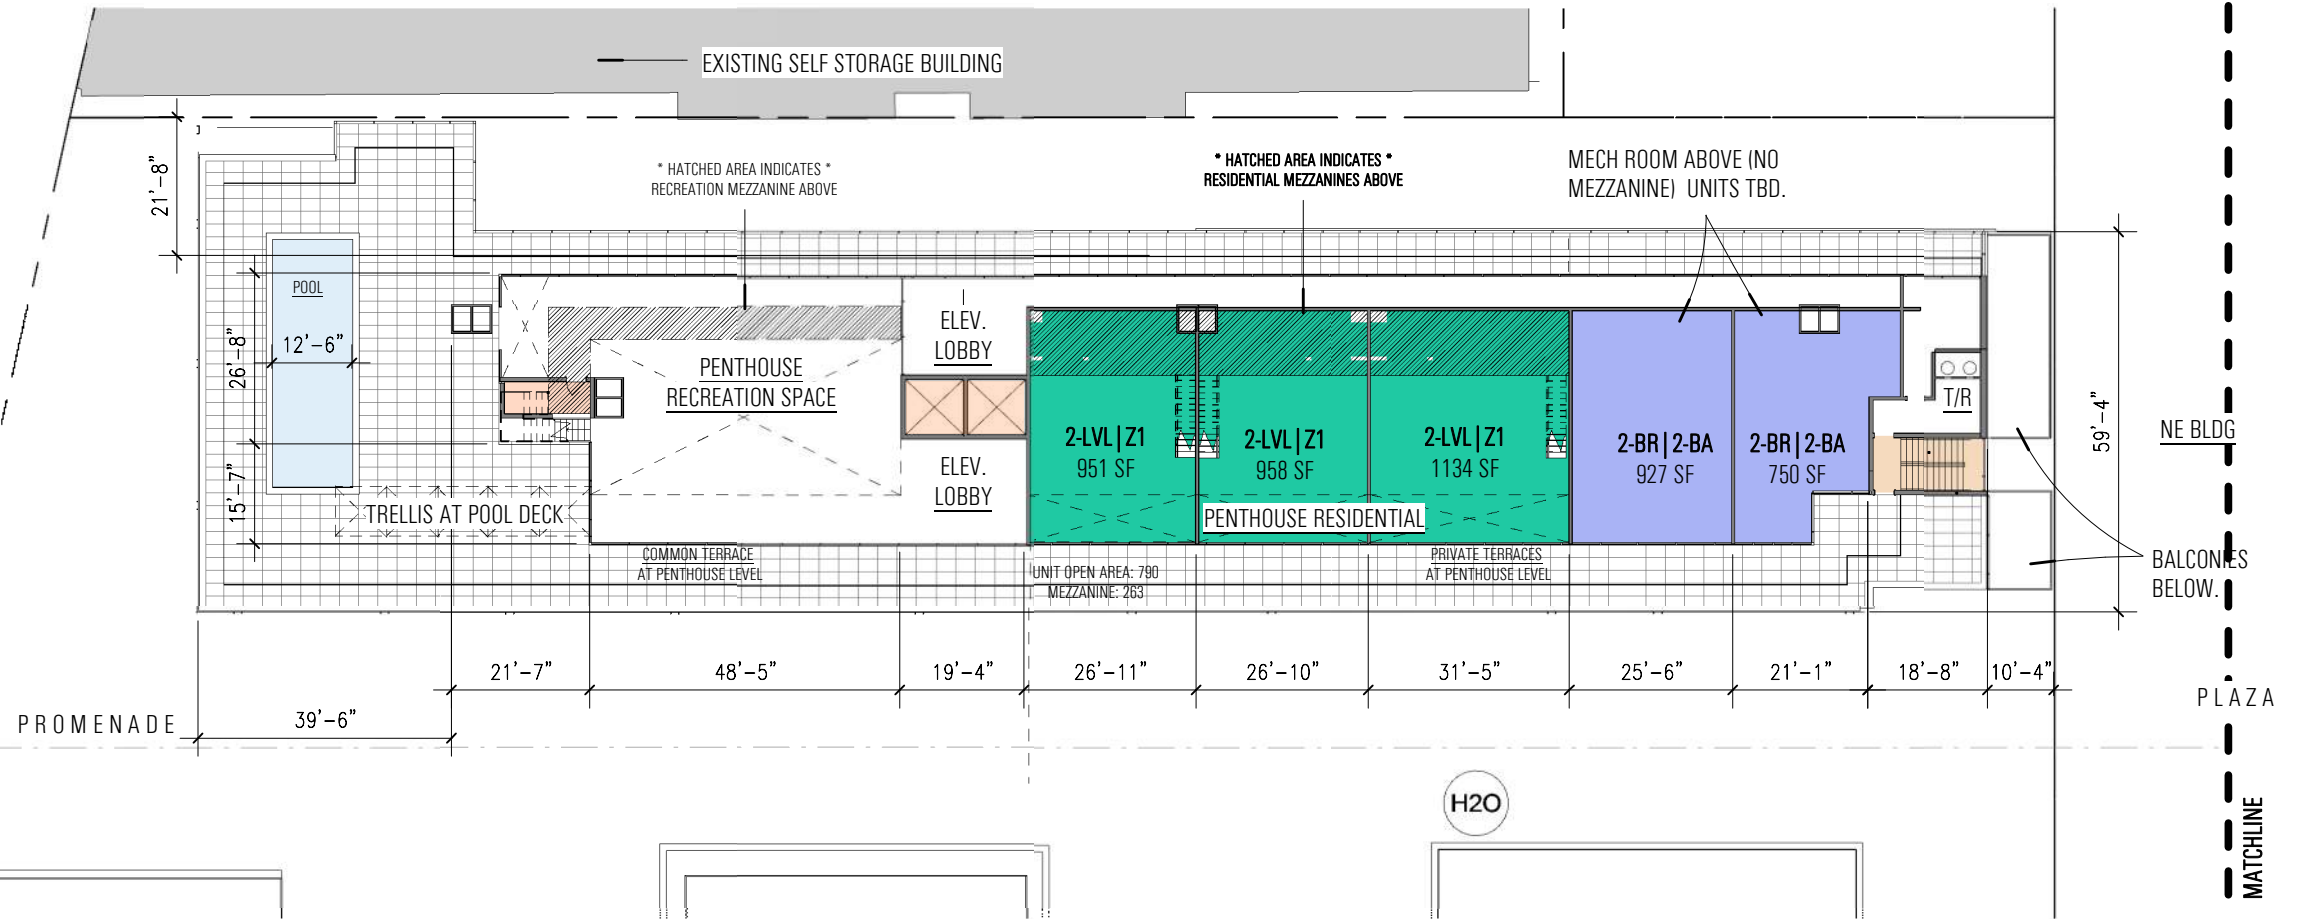 EXISTING SELF STORAGE BUILDING
* HATCHED AREA INDICATES *
RECREATION MEZZANINE ABOVE
* HATCHED AREA INDICATES *
RESIDENTIAL MEZZANINES ABOVE
MECH ROOM ABOVE (NO
MEZZANINE) UNITS TBD.
21'-8"
POOL
12'-6"
26'-8"
15'-7"
TRELLIS AT POOL DECK
PENTHOUSE
RECREATION SPACE
ELEV.
LOBBY
ELEV.
LOBBY
2-LVL|Z1
951 SF
2-LVL|Z1
958 SF
2-LVL|Z1
1134 SF
2-BR|2-BA
927 SF
2-BR|2-BA
750 SF
T/R
PENTHOUSE RESIDENTIAL
59'-4"
NE BLDG
COMMON TERRACE
AT PENTHOUSE LEVEL
UNIT OPEN AREA: 790
MEZZANINE: 263
PRIVATE TERRACES
AT PENTHOUSE LEVEL
BALCONIES
BELOW.
21'-7"
48'-5"
19'-4"
26'-11"
26'-10"
31'-5"
25'-6"
21'-1"
18'-8"
10'-4"
39'-6"
PROMENADE
PLAZA
H2O
MATCHLINE